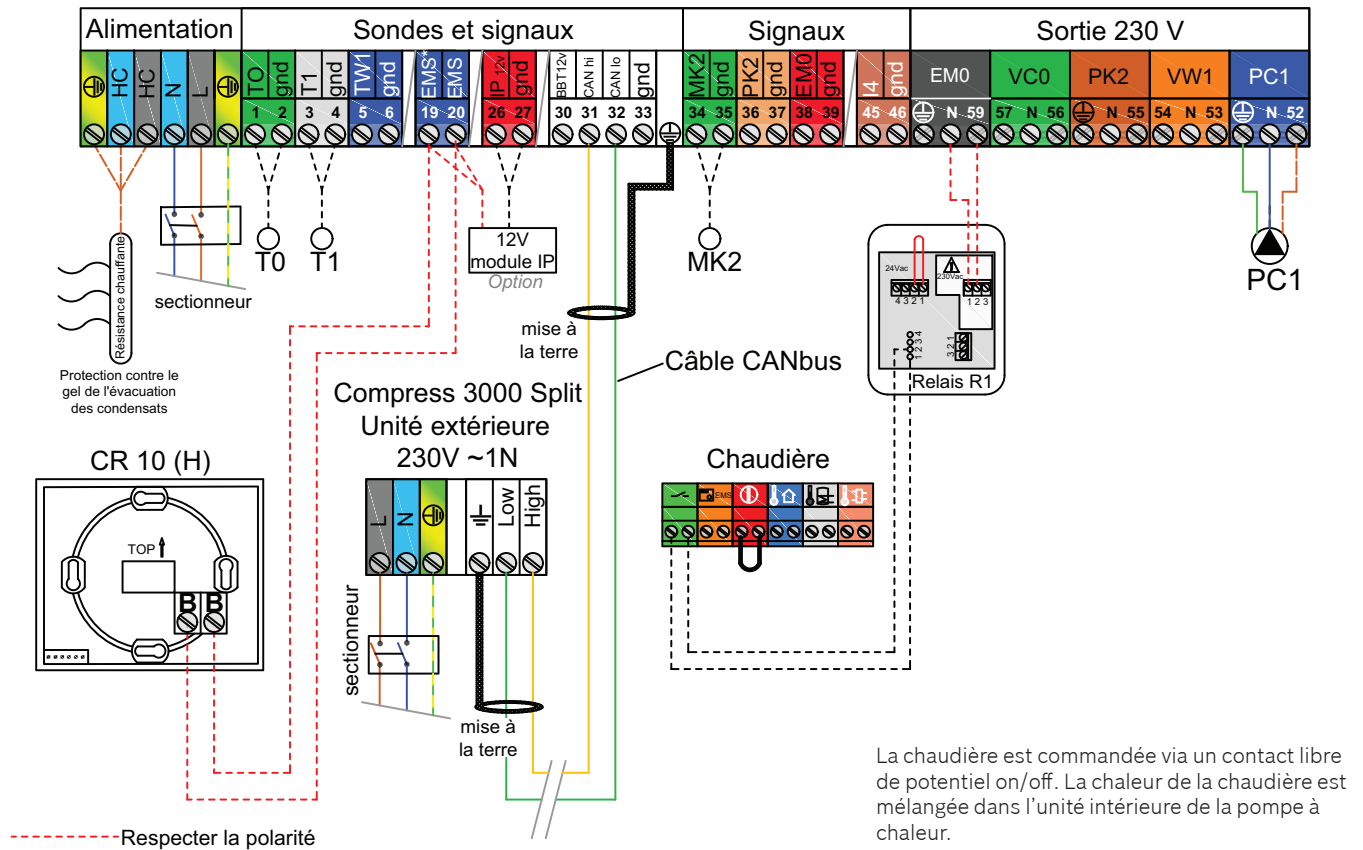 Alimentation
Sondes et signaux
Signaux
Sortie 230 V
HC
HC
N
L
TO
gnd
T1
gnd
TW1
gnd
EMS*
EMS
IP 12v
gnd
BBT12v
CAN hi
CAN lo
gnd
MK2
gnd
PK2
gnd
EM0
gnd
I4
gnd
EM0
VC0
PK2
VW1
PC1
1 2 3 4 5 6 19 20 26 27 30 31 32 33 34 35 36 37 38 39 45 46 N 59 57 N 56 N 55 54 N 53 N 52
T0
T1
12V
module IP
Option
MK2
PC1
sectionneur
Résistance chauffante
Protection contre le
gel de l'évacuation
des condensats
mise à
la terre
Câble CANbus
24Vac
230Vac
4 3 2 1
1 2 3
1 2 3 4
3 2 1
Relais R1
Compress 3000 Split
Unité extérieure
230V ~1N
L
N
Low
High
sectionneur
mise à
la terre
CR 10 (H)
TOP
B B
Chaudière
EMS
La chaudière est commandée via un contact libre
de potentiel on/off. La chaleur de la chaudière est
mélangée dans l’unité intérieure de la pompe à
chaleur.
Respecter la polarité